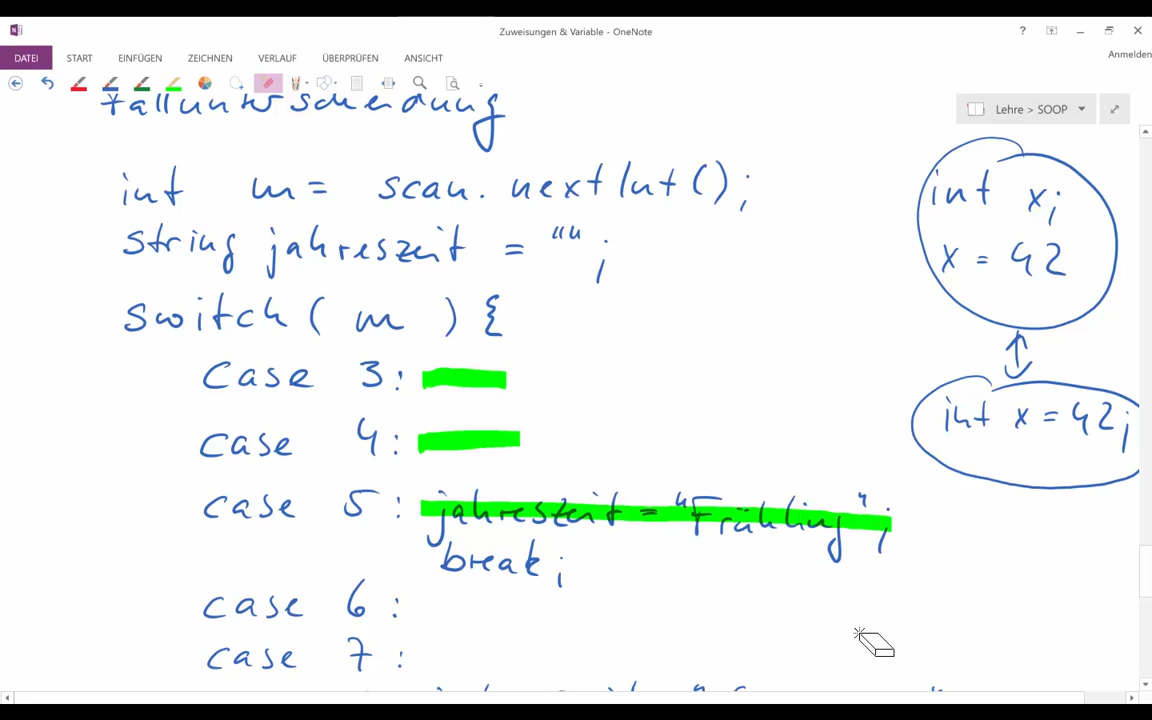 Zuweisungen & Variable - OneNote
?
Anmelden
DATEI START EINFÜGEN ZEICHNEN VERLAUF ÜBERPRÜFEN ANSICHT
Lehre > SOOP
Fallunterscheidung
int m = scan.nextInt();
String jahreszeit = "";
switch( m ) {
case 3:
case 4:
case 5: jahreszeit = "Frühling";
break;
case 6:
case 7:
int x;
x = 42
int x = 42;